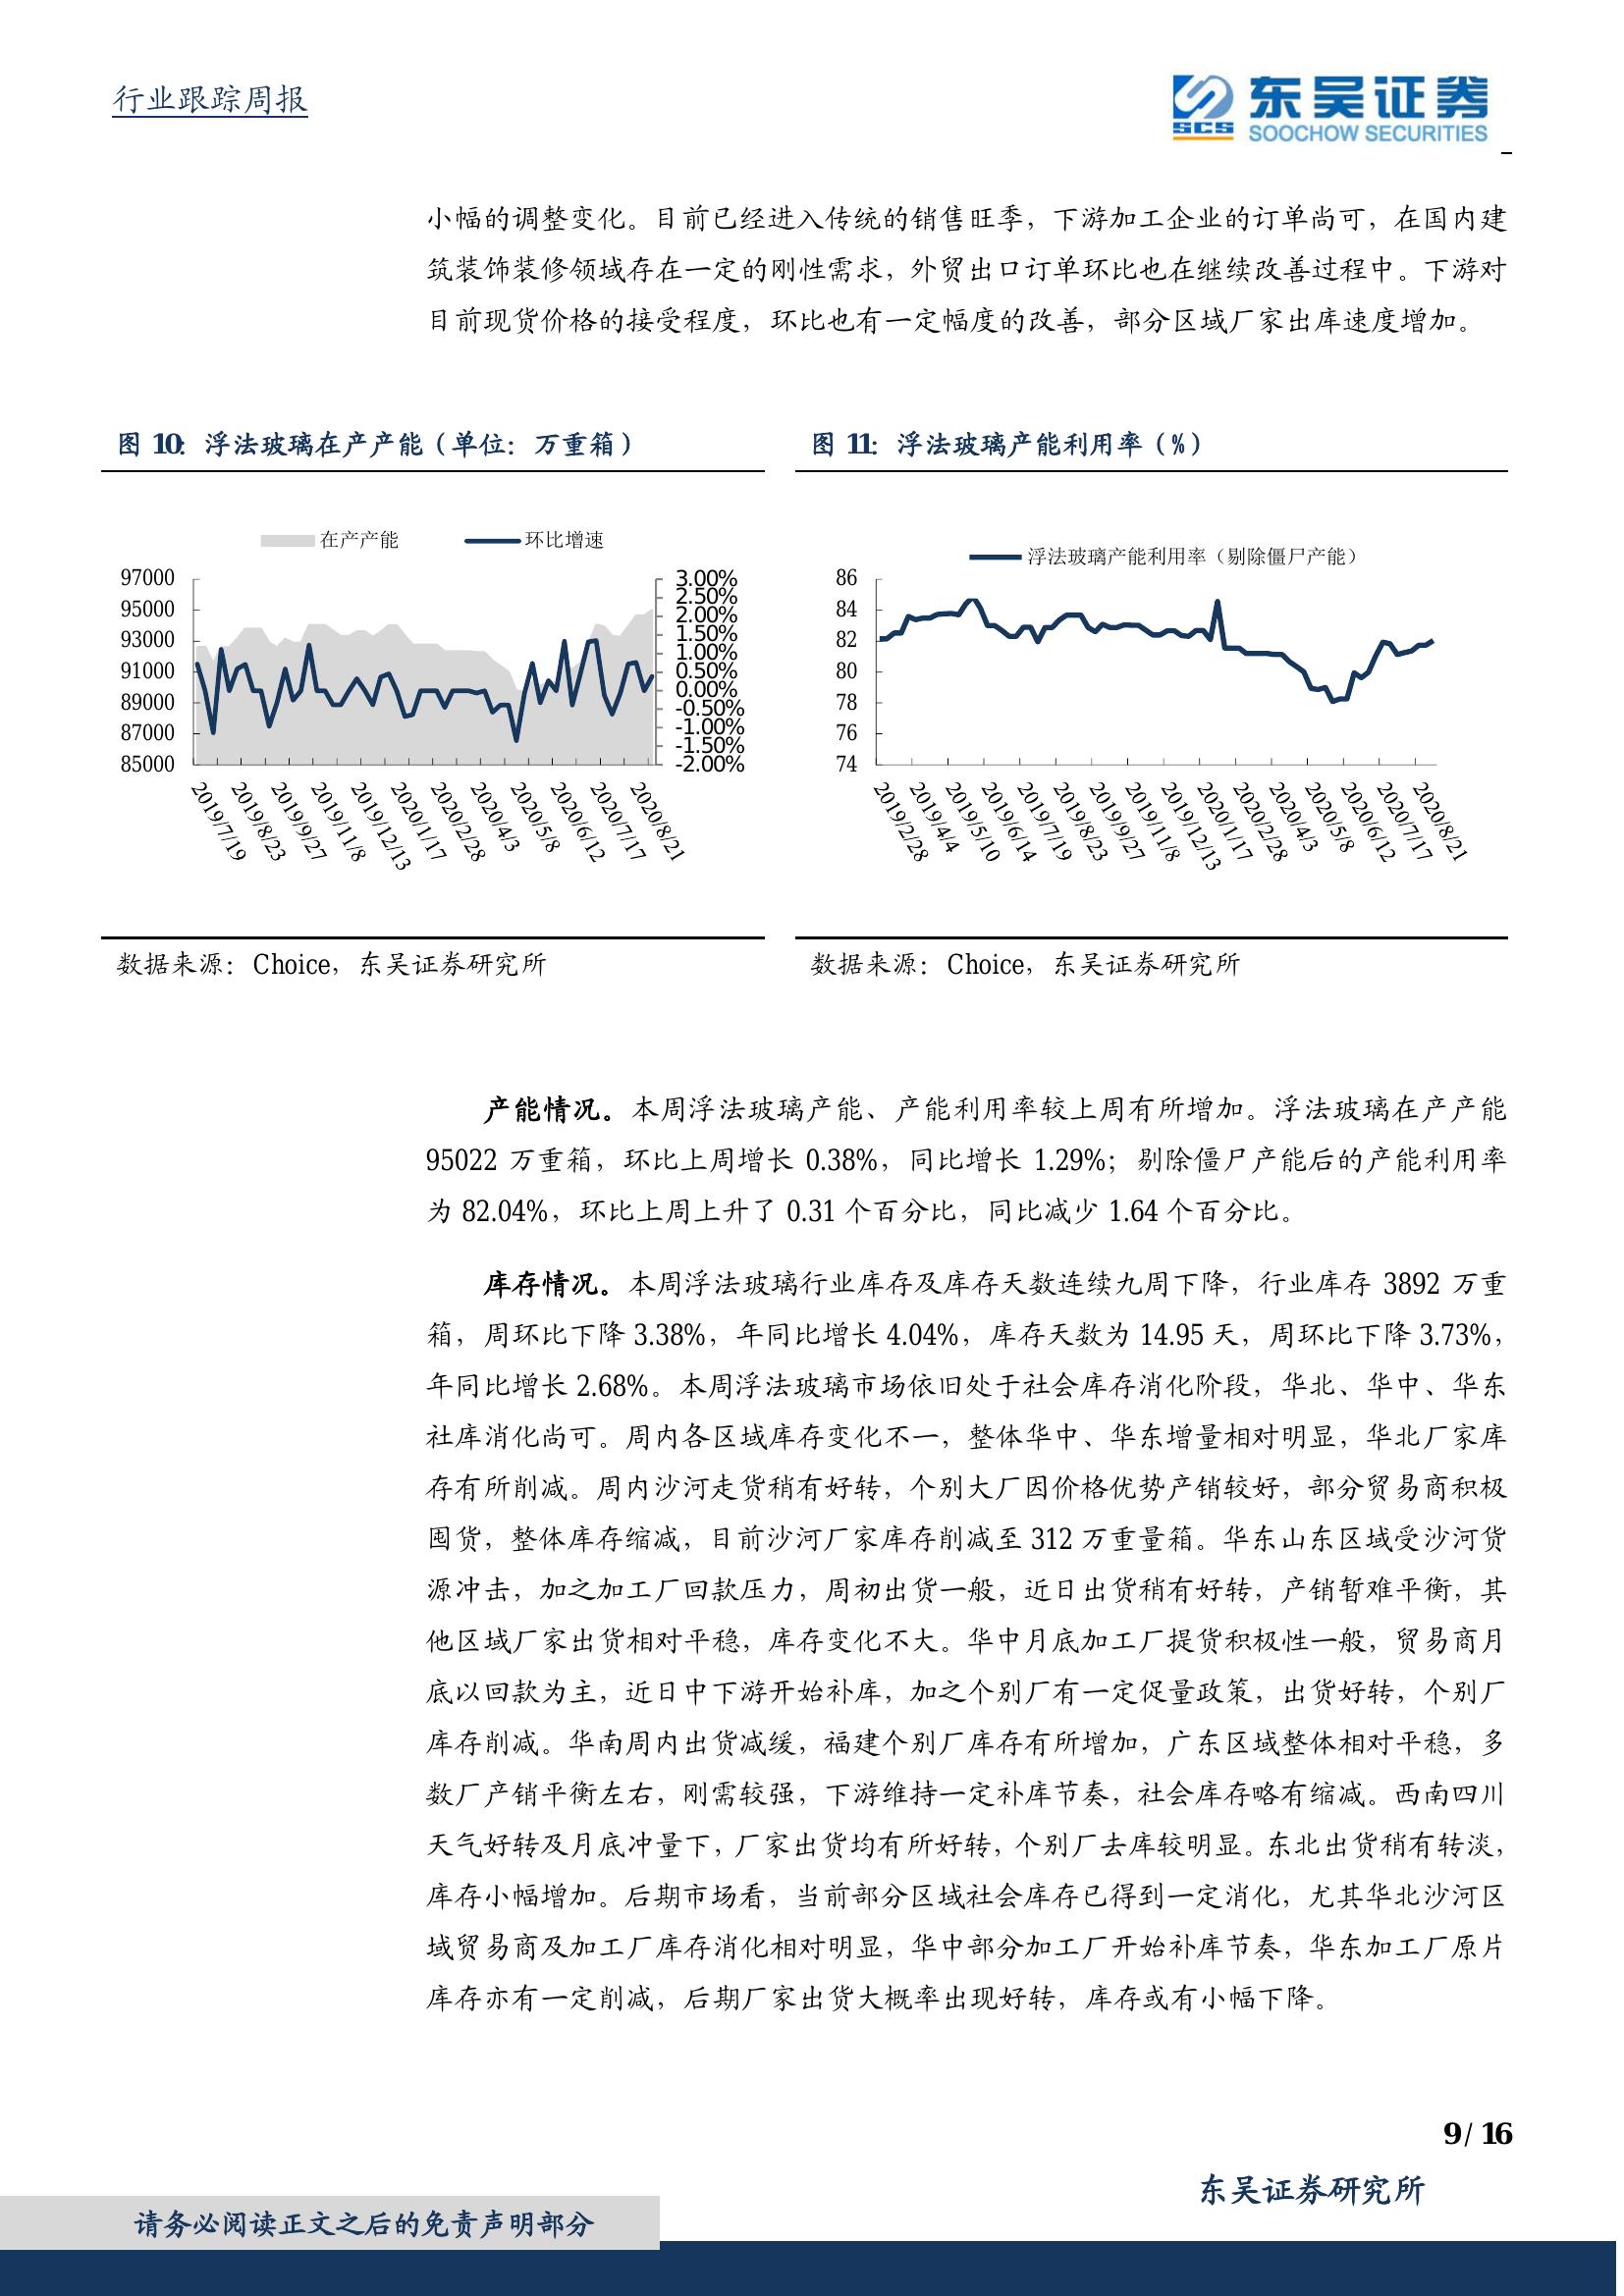 行业跟踪周报
SCS 东吴证券
SOOCHOW SECURITIES
小幅的调整变化。目前已经进入传统的销售旺季，下游加工企业的订单尚可，在国内建
筑装饰装修领域存在一定的刚性需求，外贸出口订单环比也在继续改善过程中。下游对
目前现货价格的接受程度，环比也有一定幅度的改善，部分区域厂家出库速度增加。
图 10：浮法玻璃在产产能（单位：万重箱）
在产产能 环比增速
97000
95000
93000
91000
89000
87000
85000
3.00%
2.50%
2.00%
1.50%
1.00%
0.50%
0.00%
-0.50%
-1.00%
-1.50%
-2.00%
2019/7/19 2019/8/23 2019/9/27 2019/11/8 2019/12/13 2020/1/17 2020/2/28 2020/4/3 2020/5/8 2020/6/12 2020/7/17 2020/8/21
数据来源：Choice，东吴证券研究所
图 11：浮法玻璃产能利用率（%）
浮法玻璃产能利用率（剔除僵尸产能）
86
84
82
80
78
76
74
2019/2/28 2019/4/4 2019/5/10 2019/6/14 2019/7/19 2019/8/23 2019/9/27 2019/11/8 2019/12/13 2020/1/17 2020/2/28 2020/4/3 2020/5/8 2020/6/12 2020/7/17 2020/8/21
数据来源：Choice，东吴证券研究所
产能情况。本周浮法玻璃产能、产能利用率较上周有所增加。浮法玻璃在产产能
95022 万重箱，环比上周增长 0.38%，同比增长 1.29%；剔除僵尸产能后的产能利用率
为 82.04%，环比上周上升了 0.31 个百分比，同比减少 1.64 个百分比。
库存情况。本周浮法玻璃行业库存及库存天数连续九周下降，行业库存 3892 万重
箱，周环比下降 3.38%，年同比增长 4.04%，库存天数为 14.95 天，周环比下降 3.73%，
年同比增长 2.68%。本周浮法玻璃市场依旧处于社会库存消化阶段，华北、华中、华东
社库消化尚可。周内各区域库存变化不一，整体华中、华东增量相对明显，华北厂家库
存有所削减。周内沙河走货稍有好转，个别大厂因价格优势产销较好，部分贸易商积极
囤货，整体库存缩减，目前沙河厂家库存削减至 312 万重量箱。华东山东区域受沙河货
源冲击，加之加工厂回款压力，周初出货一般，近日出货稍有好转，产销暂难平衡，其
他区域厂家出货相对平稳，库存变化不大。华中月底加工厂提货积极性一般，贸易商月
底以回款为主，近日中下游开始补库，加之个别厂有一定促量政策，出货好转，个别厂
库存削减。华南周内出货减缓，福建个别厂库存有所增加，广东区域整体相对平稳，多
数厂产销平衡左右，刚需较强，下游维持一定补库节奏，社会库存略有缩减。西南四川
天气好转及月底冲量下，厂家出货均有所好转，个别厂去库较明显。东北出货稍有转淡，
库存小幅增加。后期市场看，当前部分区域社会库存已得到一定消化，尤其华北沙河区
域贸易商及加工厂库存消化相对明显，华中部分加工厂开始补库节奏，华东加工厂原片
库存亦有一定削减，后期厂家出货大概率出现好转，库存或有小幅下降。
9 / 16
东吴证券研究所
请务必阅读正文之后的免责声明部分